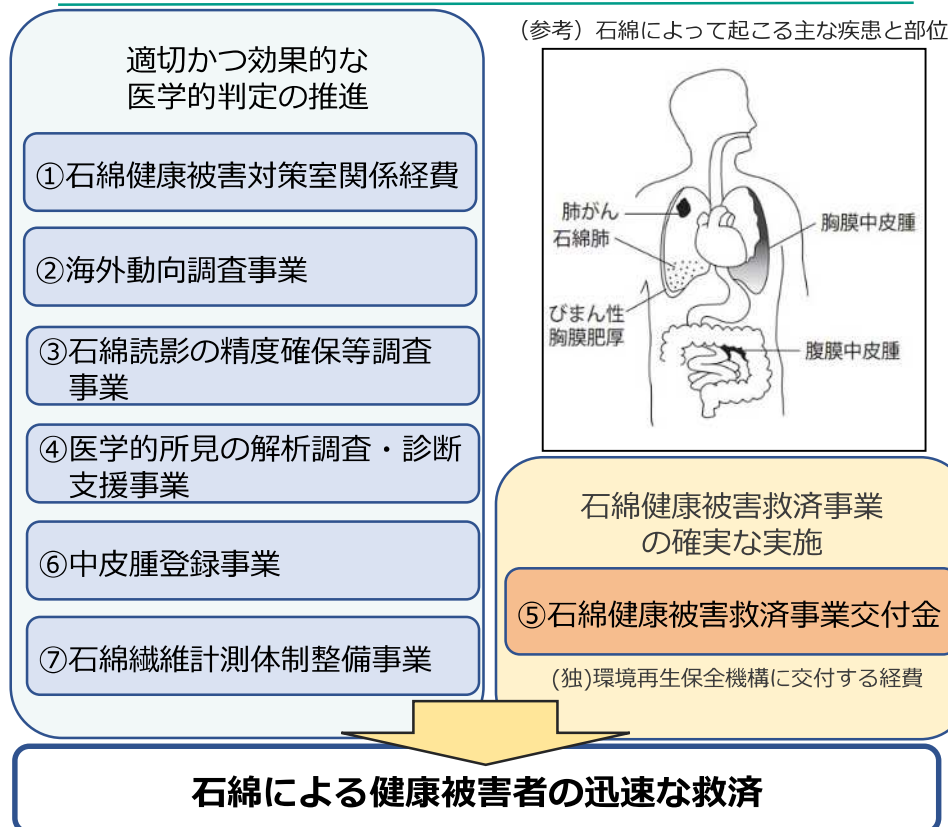 適切かつ効果的な
医学的判定の推進
①石綿健康被害対策室関係経費
②海外動向調査事業
③石綿読影の精度確保等調査
事業
④医学的所見の解析調査・診断
支援事業
⑥中皮腫登録事業
⑦石綿繊維計測体制整備事業
（参考）石綿によって起こる主な疾患と部位
肺がん
石綿肺
びまん性
胸膜肥厚
胸膜中皮腫
腹膜中皮腫
石綿健康被害救済事業
の確実な実施
⑤石綿健康被害救済事業交付金
(独)環境再生保全機構に交付する経費
石綿による健康被害者の迅速な救済